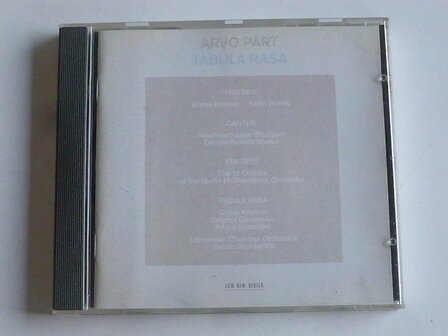 ARVO PÄRT
TABULA RASA
FRATRES
Gidon Kremer Keith Jarrett
CANTUS
Staatsorchester Stuttgart
Dennis Russell Davies
FRATRES
The 12 Cellists
of the Berlin Philharmonic Orchestra
TABULA RASA
Gidon Kremer
Tatjana Grindenko
Alfred Schnittke
Lithuanian Chamber Orchestra
Saulus Sondeckis
ECM NEW SERIES